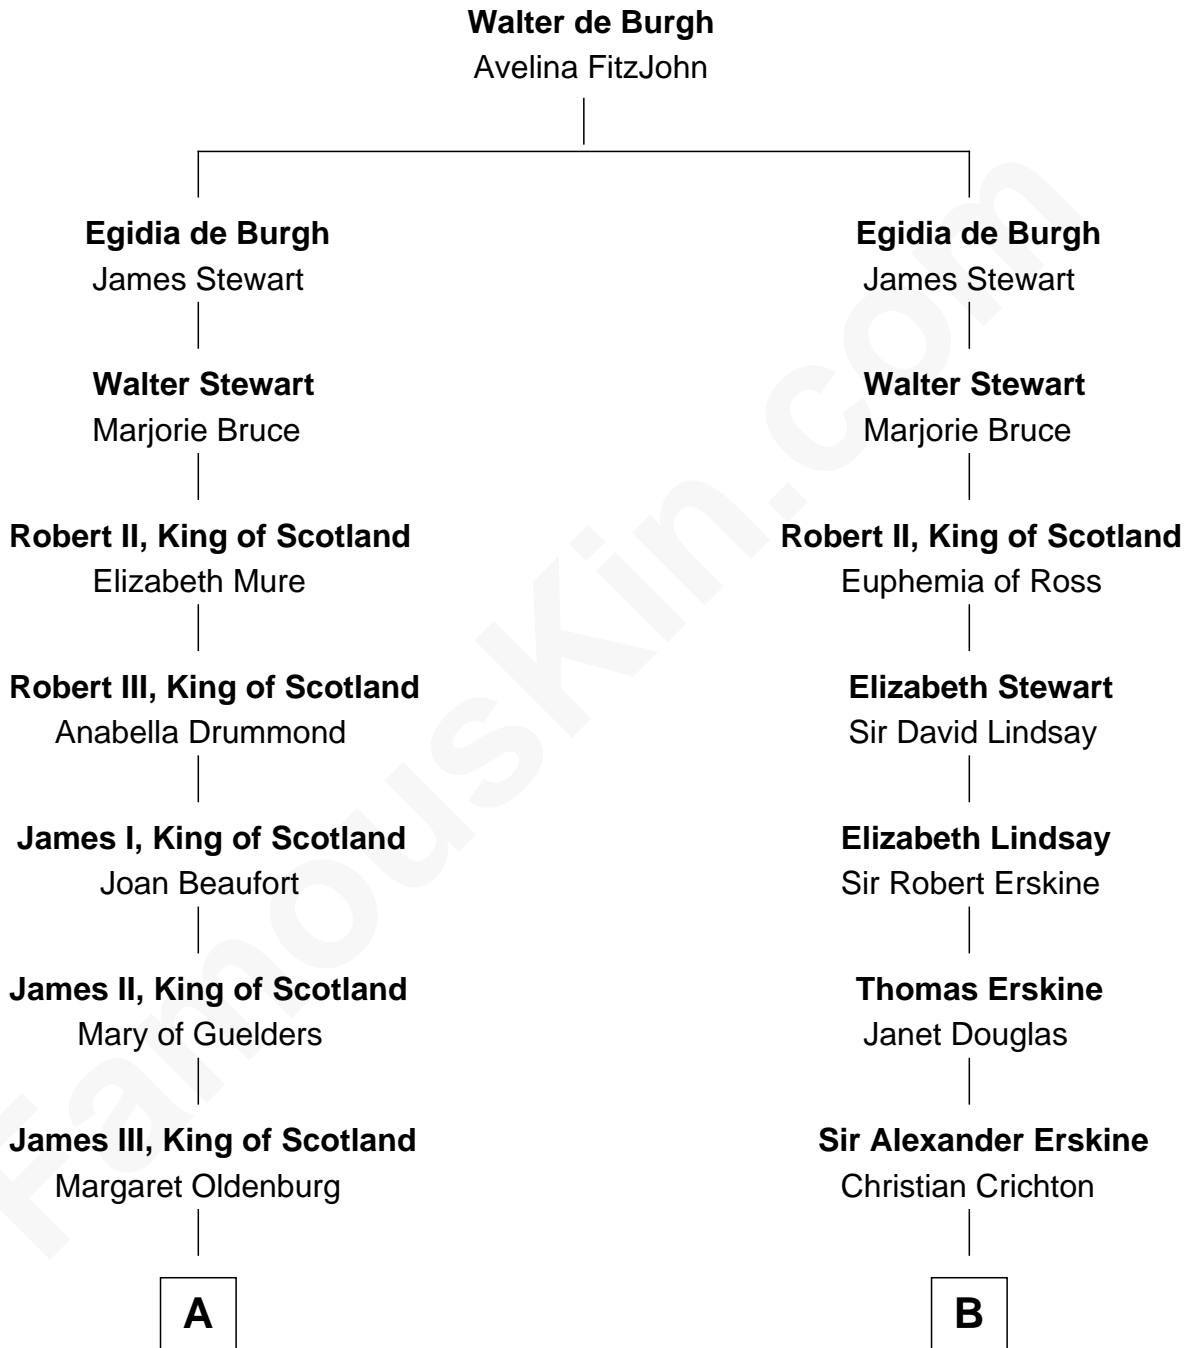 Walter de Burgh
Avelina FitzJohn
Egidia de Burgh
James Stewart
Walter Stewart
Marjorie Bruce
Robert II, King of Scotland
Elizabeth Mure
Robert III, King of Scotland
Anabella Drummond
James I, King of Scotland
Joan Beaufort
James II, King of Scotland
Mary of Guelders
James III, King of Scotland
Margaret Oldenburg
A
Egidia de Burgh
James Stewart
Walter Stewart
Marjorie Bruce
Robert II, King of Scotland
Euphemia of Ross
Elizabeth Stewart
Sir David Lindsay
Elizabeth Lindsay
Sir Robert Erskine
Thomas Erskine
Janet Douglas
Sir Alexander Erskine
Christian Crichton
B
FamousKin.com